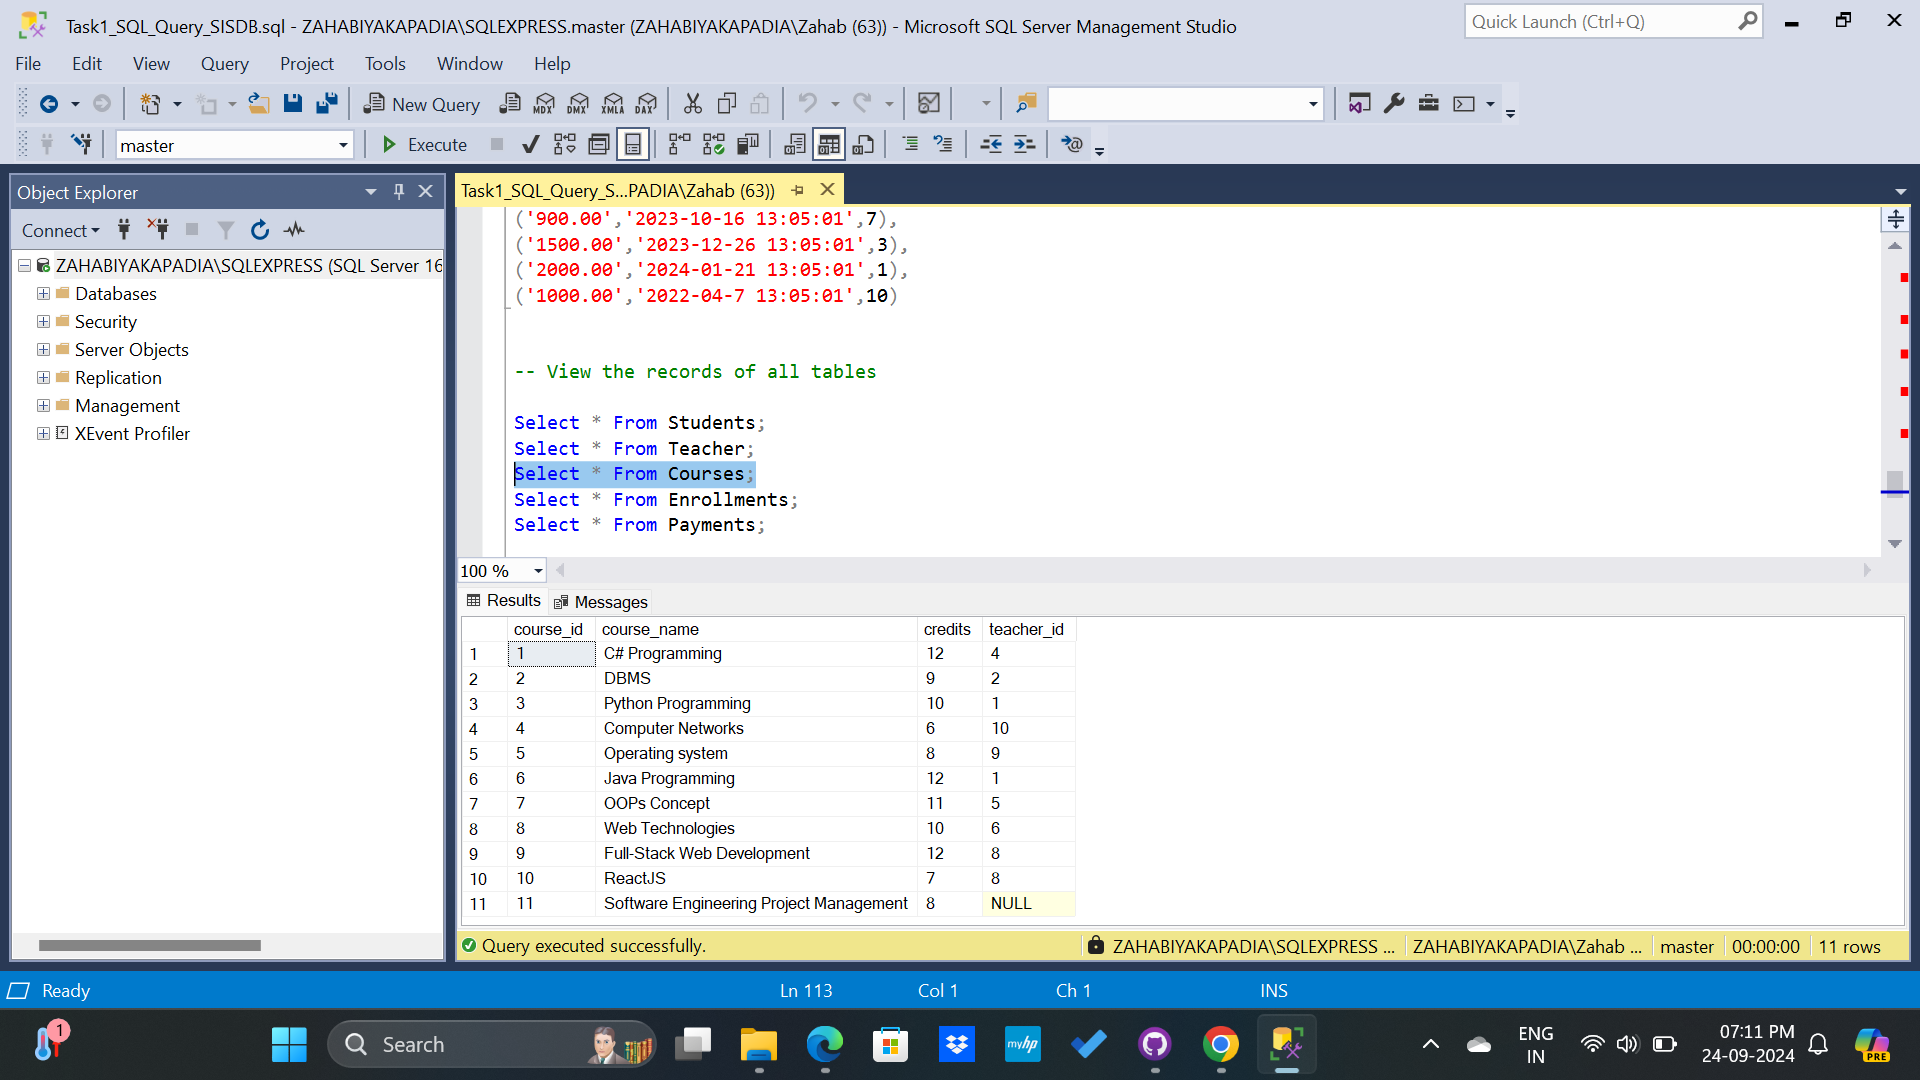 Task1_SQL_Query_SISDB.sql - ZAHABIYAKAPADIA\SQLEXPRESS.master (ZAHABIYAKAPADIA\Zahab (63)) - Microsoft SQL Server Management Studio
Quick Launch (Ctrl+Q)
File Edit View Query Project Tools Window Help
New Query MDX DMX XMLA DAX
master Execute
Object Explorer
Connect
ZAHABIYAKAPADIA\SQLEXPRESS (SQL Server 16
Databases
Security
Server Objects
Replication
Management
XEvent Profiler
Task1_SQL_Query_S...PADIA\Zahab (63))
('900.00','2023-10-16 13:05:01',7),
('1500.00','2023-12-26 13:05:01',3),
('2000.00','2024-01-21 13:05:01',1),
('1000.00','2022-04-7 13:05:01',10)
-- View the records of all tables
Select * From Students;
Select * From Teacher;
Select * From Courses;
Select * From Enrollments;
Select * From Payments;
100 %
Results Messages
course_id course_name credits teacher_id
1 1 C# Programming 12 4
2 2 DBMS 9 2
3 3 Python Programming 10 1
4 4 Computer Networks 6 10
5 5 Operating system 8 9
6 6 Java Programming 12 1
7 7 OOPs Concept 11 5
8 8 Web Technologies 10 6
9 9 Full-Stack Web Development 12 8
10 10 ReactJS 7 8
11 11 Software Engineering Project Management 8 NULL
Query executed successfully. ZAHABIYAKAPADIA\SQLEXPRESS ... ZAHABIYAKAPADIA\Zahab ... master 00:00:00 11 rows
Ready Ln 113 Col 1 Ch 1 INS
1 Search myhp ENG IN 07:11 PM 24-09-2024 PRE